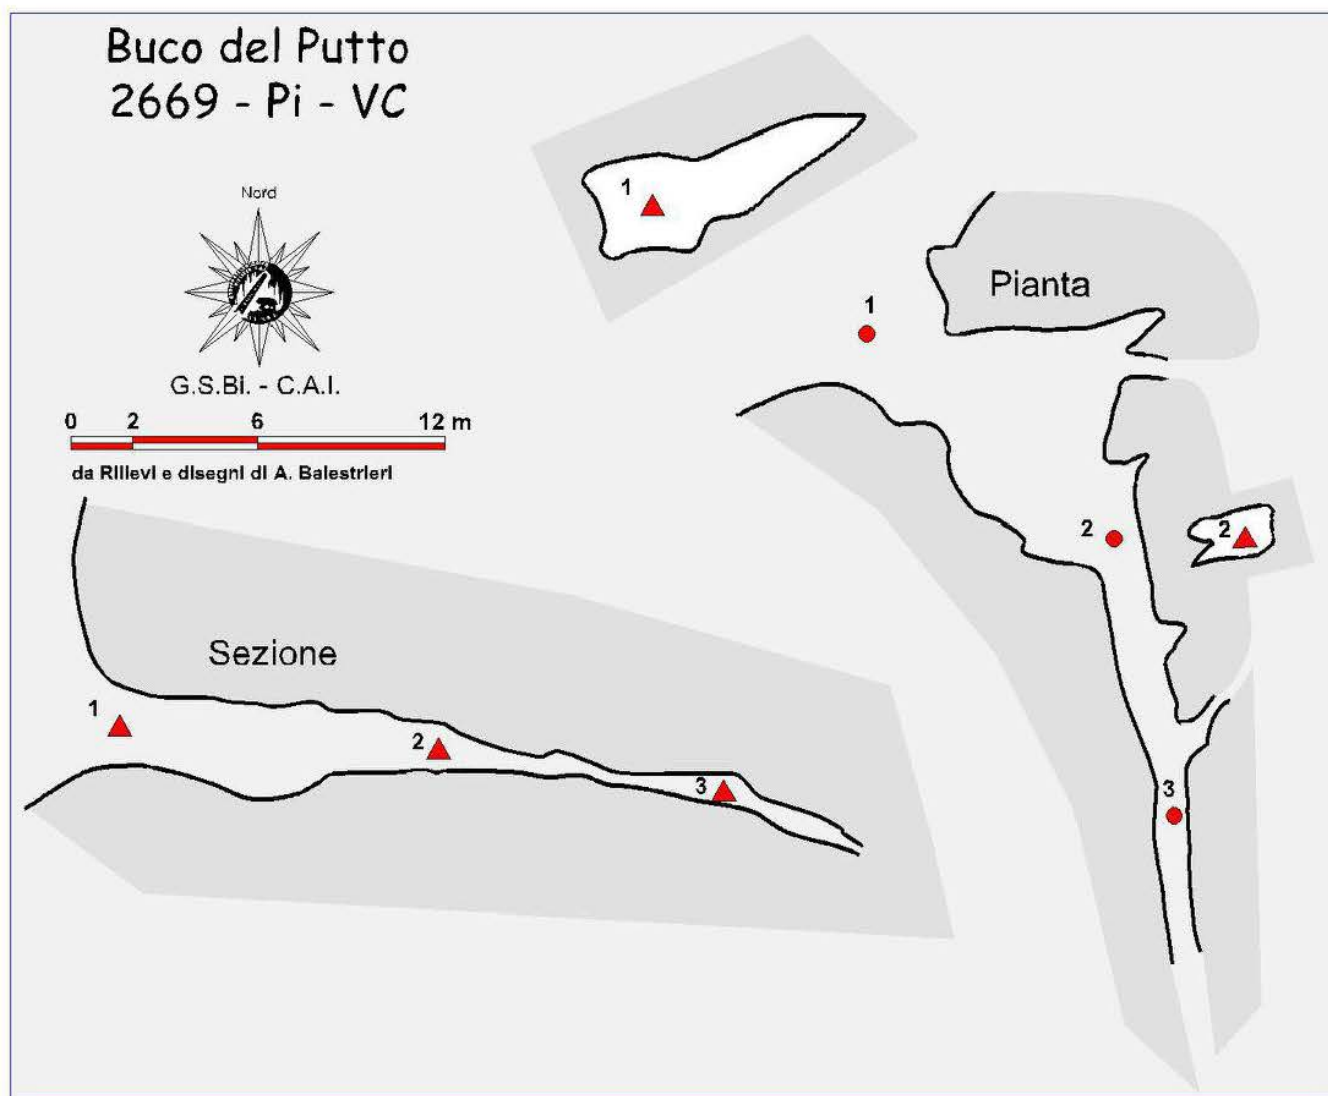 Buco del Putto
2669 - Pi - VC
Nord
G.S.Bi. - C.A.I.
0 2 6 12 m
da Rilievi e disegni di A. Balestrieri
1
Pianta
1
2
2
3
Sezione
1
2
3